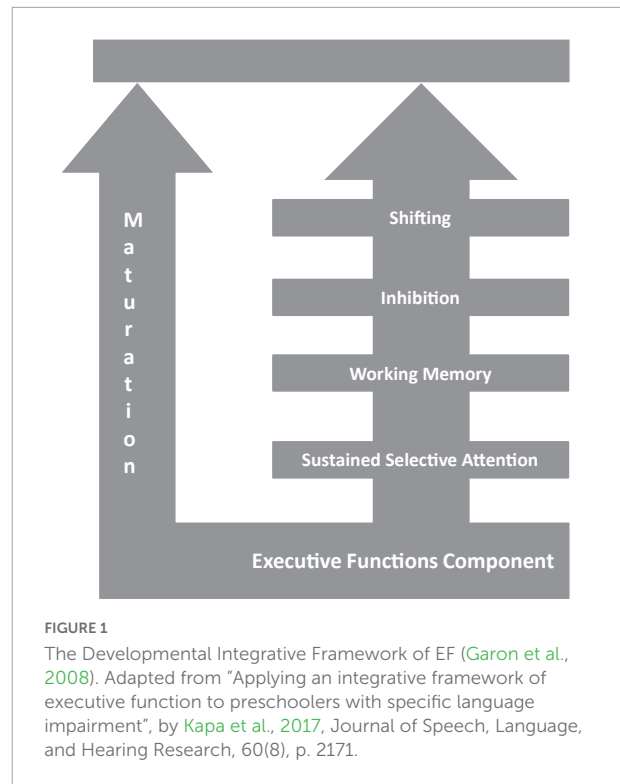 Maturation
Shifting
Inhibition
Working Memory
Sustained Selective Attention
Executive Functions Component
FIGURE 1
The Developmental Integrative Framework of EF (Garon et al.,
2008). Adapted from "Applying an integrative framework of
executive function to preschoolers with specific language
impairment", by Kapa et al., 2017, Journal of Speech, Language,
and Hearing Research, 60(8), p. 2171.